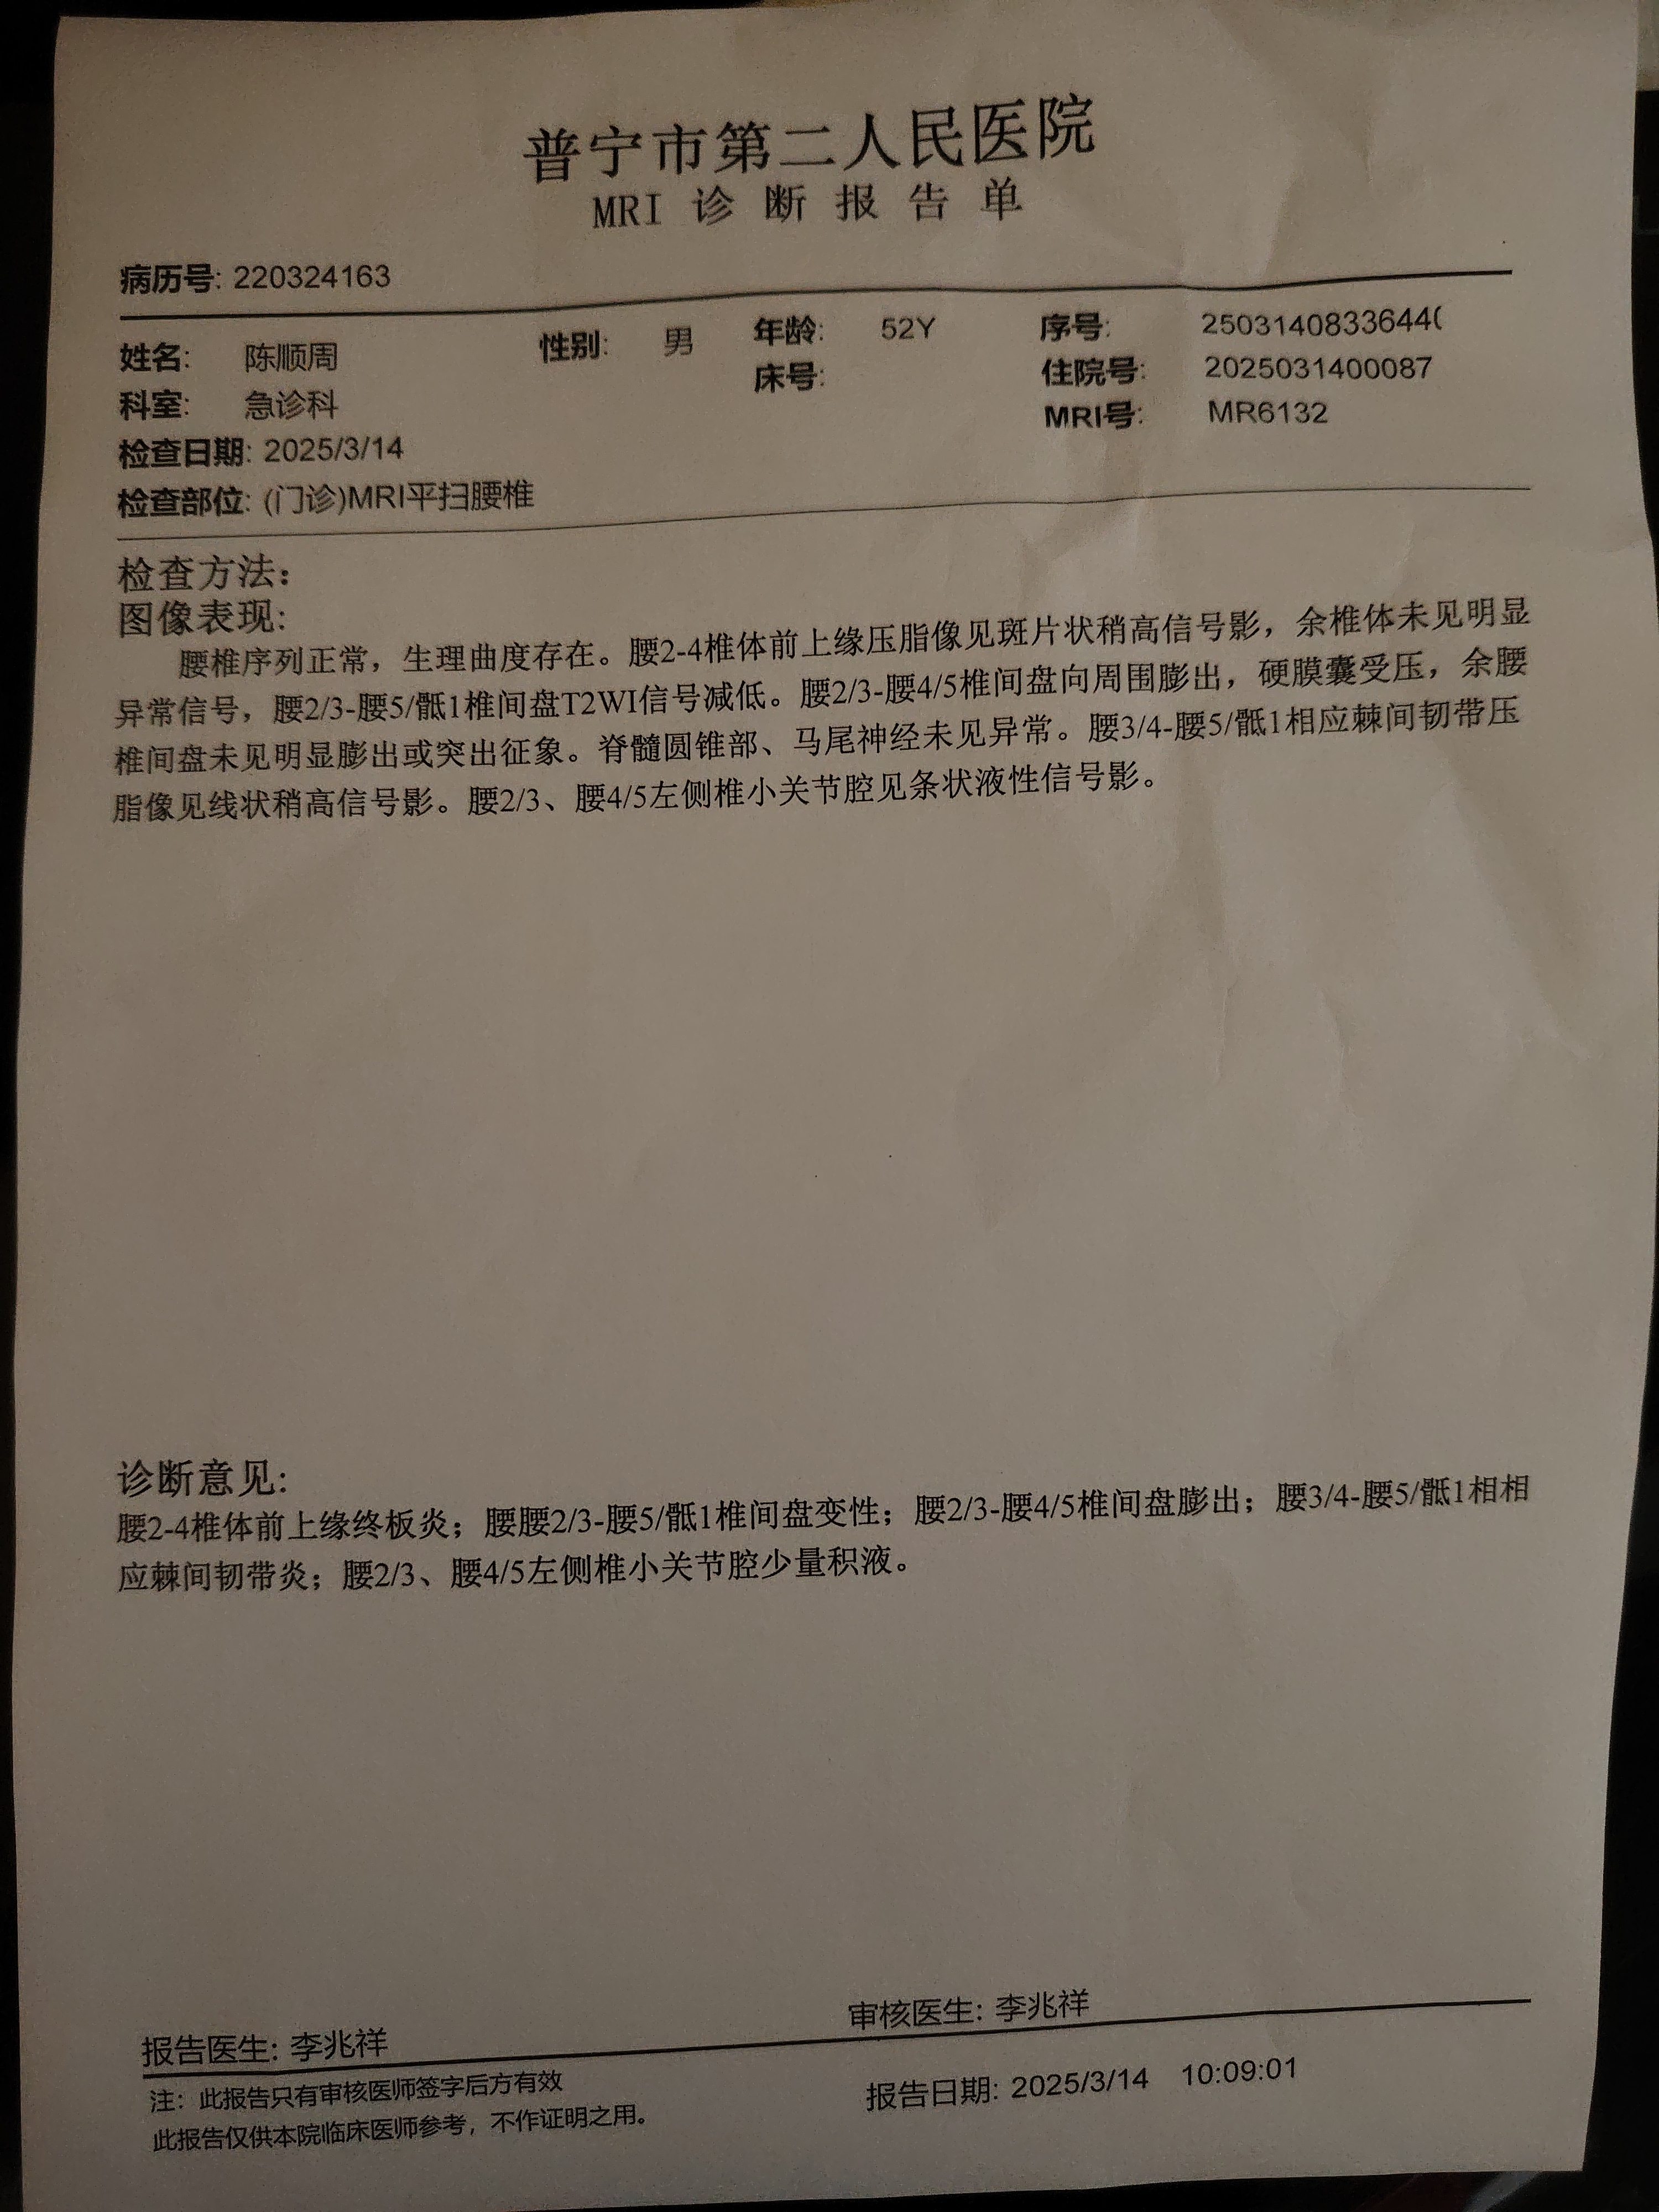 普宁市第二人民医院
MRI 诊 断 报 告 单
病历号: 220324163
姓名: 陈顺周 性别: 男 年龄: 52Y 序号: 25031408336440
科室: 急诊科 床号: 住院号: 2025031400087
检查日期: 2025/3/14 MRI号: MR6132
检查部位: (门诊)MRI平扫腰椎
检查方法:
图像表现:
腰椎序列正常，生理曲度存在。腰2-4椎体前上缘压脂像见斑片状稍高信号影，余椎体未见明显
异常信号，腰2/3-腰5/骶1椎间盘T2WI信号减低。腰2/3-腰4/5椎间盘向周围膨出，硬膜囊受压，余腰
椎间盘未见明显膨出或突出征象。脊髓圆锥部、马尾神经未见异常。腰3/4-腰5/骶1相应棘间韧带压
脂像见线状稍高信号影。腰2/3、腰4/5左侧椎小关节腔见条状液性信号影。
诊断意见:
腰2-4椎体前上缘终板炎；腰腰2/3-腰5/骶1椎间盘变性；腰2/3-腰4/5椎间盘膨出；腰3/4-腰5/骶1相相
应棘间韧带炎；腰2/3、腰4/5左侧椎小关节腔少量积液。
报告医生: 李兆祥 审核医生: 李兆祥
注: 此报告只有审核医师签字后方有效 报告日期: 2025/3/14 10:09:01
此报告仅供本院临床医师参考，不作证明之用。